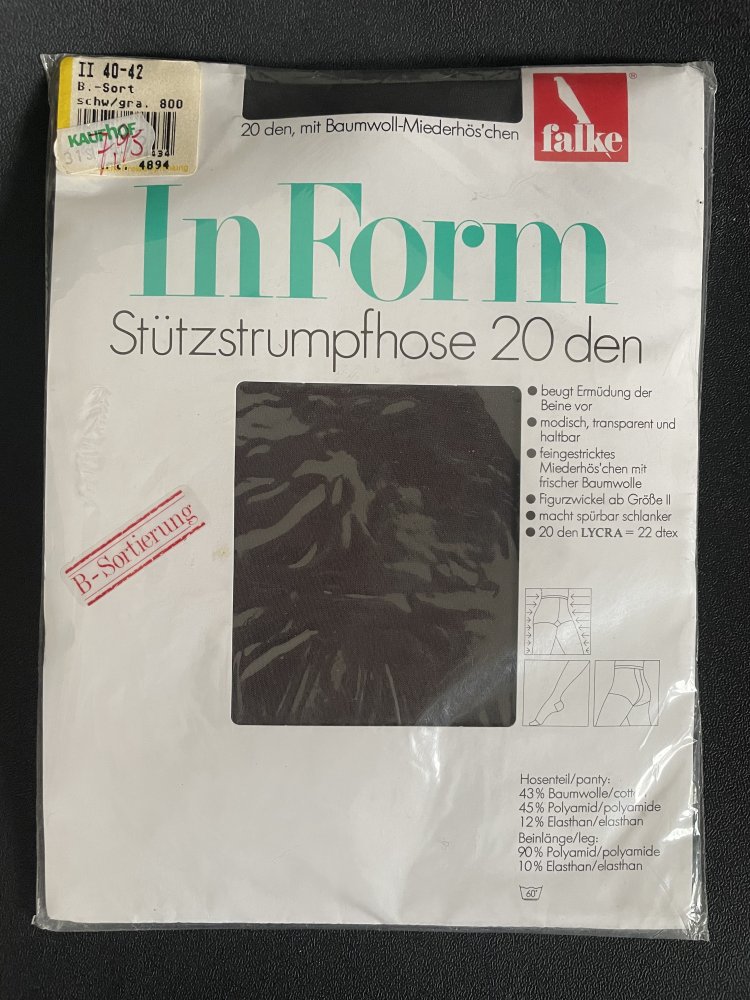 II 40-42
B.-Sort
schw/gra. 800
KAUFHOF
7,95
4894
20 den, mit Baumwoll-Miederhös'chen
falke
®
InForm
Stützstrumpfhose 20 den
● beugt Ermüdung der
Beine vor
● modisch, transparent und
haltbar
● feingestricktes
Miederhös'chen mit
frischer Baumwolle
● Figurzwickel ab Größe II
● macht spürbar schlanker
● 20 den LYCRA = 22 dtex
B-Sortierung
Hosenteil/panty:
43% Baumwolle/cotton
45% Polyamid/polyamide
12% Elasthan/elasthan
Beinlänge/leg:
90% Polyamid/polyamide
10% Elasthan/elasthan
60°